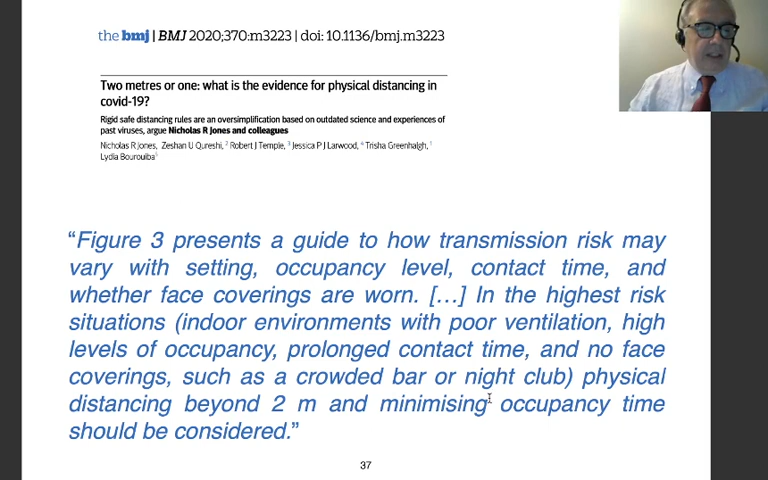 the bmj | BMJ 2020;370:m3223 | doi: 10.1136/bmj.m3223
Two metres or one: what is the evidence for physical distancing in
covid-19?
Rigid safe distancing rules are an oversimplification based on outdated science and experiences of
past viruses, argue Nicholas R Jones and colleagues
Nicholas R Jones, Zeshan U Qureshi, 2 Robert J Temple, 3 Jessica P J Larwood, 4 Trisha Greenhalgh, 1
Lydia Bourouiba5
“Figure 3 presents a guide to how transmission risk may
vary with setting, occupancy level, contact time, and
whether face coverings are worn. […] In the highest risk
situations (indoor environments with poor ventilation, high
levels of occupancy, prolonged contact time, and no face
coverings, such as a crowded bar or night club) physical
distancing beyond 2 m and minimising occupancy time
should be considered.”
37